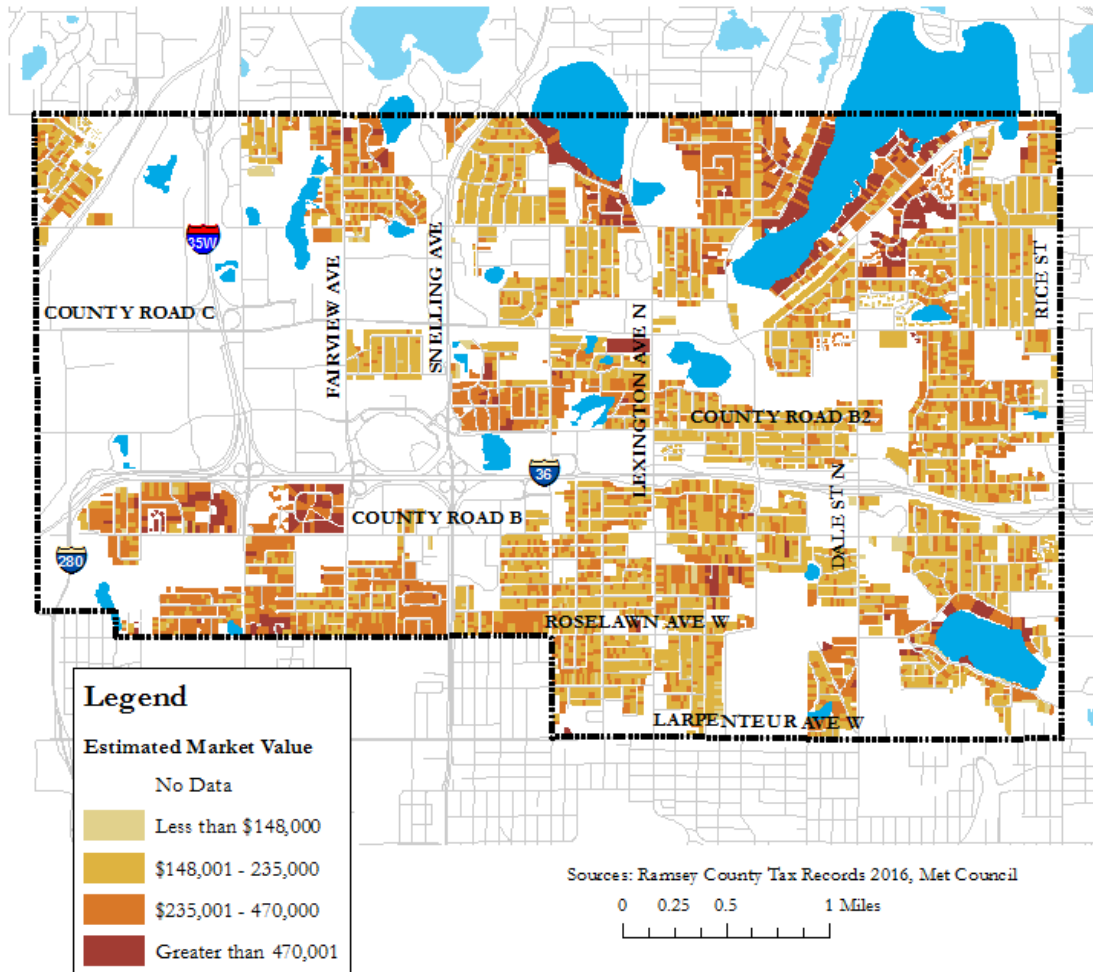 35W
COUNTY ROAD C
FAIRVIEW AVE
SNELLING AVE
LEXINGTON AVE N
RICE ST
COUNTY ROAD B2
36
DALE ST N
COUNTY ROAD B
280
ROSELAWN AVE W
LARPENTEUR AVE W
Legend
Estimated Market Value
No Data
Less than $148,000
$148,001 - 235,000
$235,001 - 470,000
Greater than 470,001
Sources: Ramsey County Tax Records 2016, Met Council
0 0.25 0.5 1 Miles